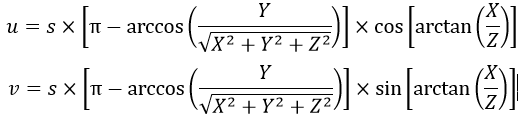 u = s × [π − arccos(Y / √(X² + Y² + Z²))] × cos[arctan(X / Z)]
v = s × [π − arccos(Y / √(X² + Y² + Z²))] × sin[arctan(X / Z)]